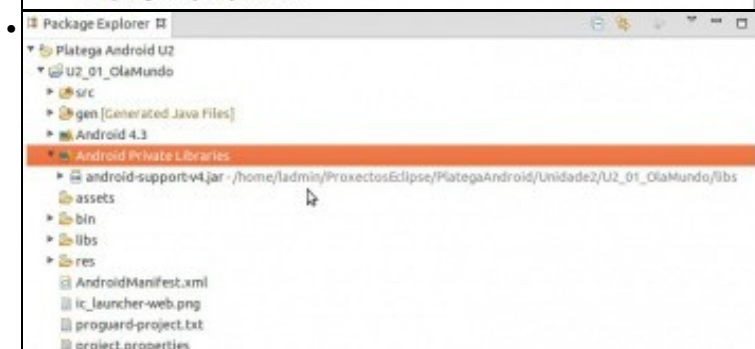 Package Explorer
Platega Android U2
U2_01_OlaMundo
src
gen [Generated Java Files]
Android 4.3
Android Private Libraries
android-support-v4.jar - /home/ladmin/ProxectosEclipse/PlategaAndroid/Unidade2/U2_01_OlaMundo/libs
assets
bin
libs
res
AndroidManifest.xml
ic_launcher-web.png
proguard-project.txt
project.properties